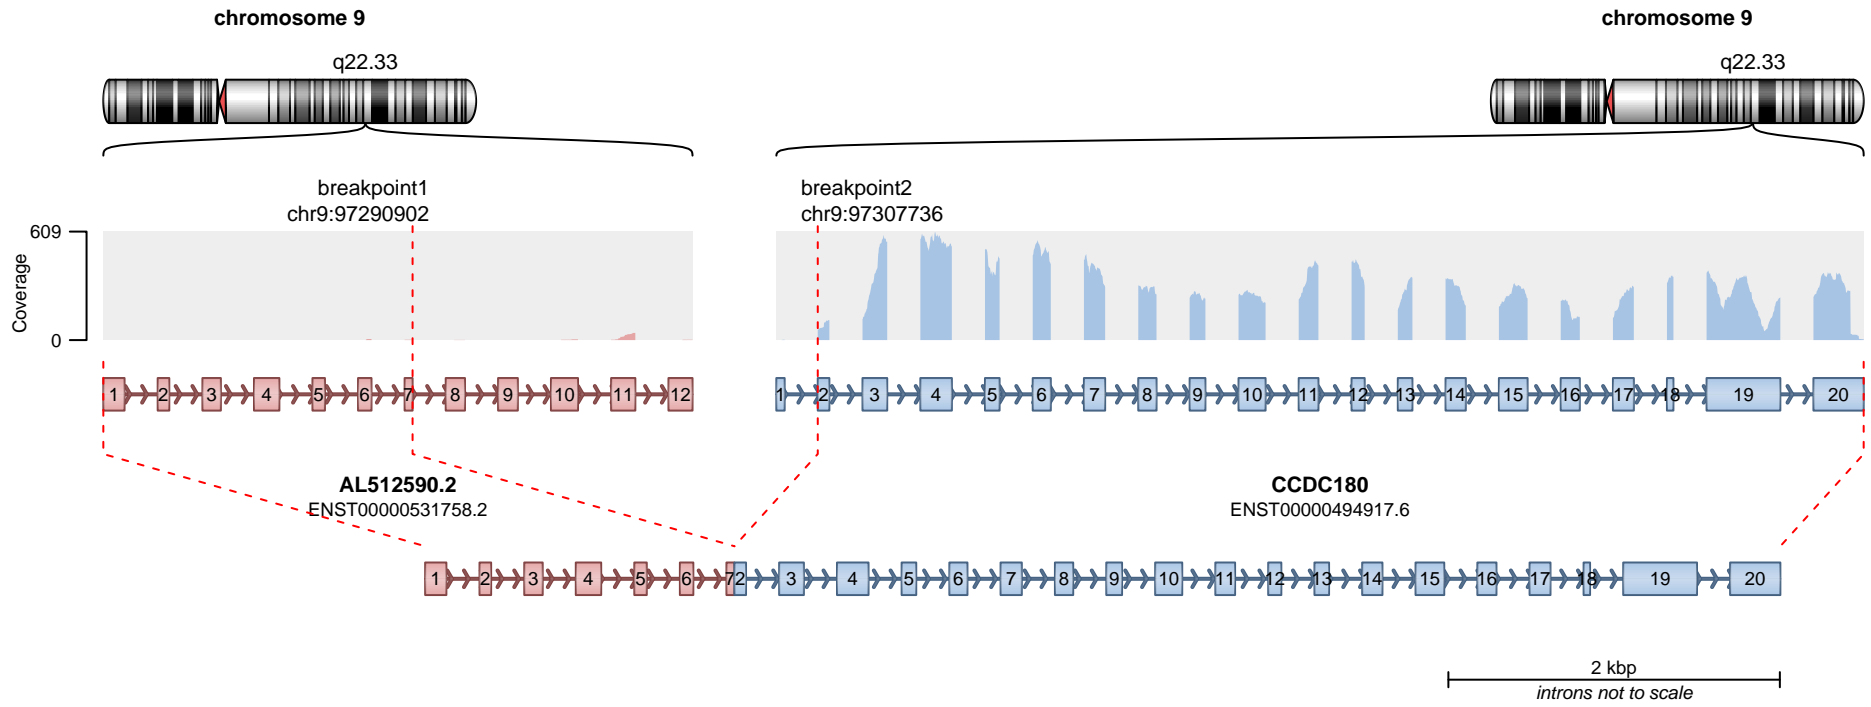 chromosome 9 chromosome 9
q22.33 q22.33
breakpoint1 breakpoint2
chr9:97290902 chr9:97307736
609
Coverage
0
1 2 3 4 5 6 7 8 9 10 11 12 1 2 3 4 5 6 7 8 9 10 11 12 13 14 15 16 17 18 19 20
AL512590.2 CCDC180
ENST00000531758.2 ENST00000494917.6
1 2 3 4 5 6 7 2 3 4 5 6 7 8 9 10 11 12 13 14 15 16 17 18 19 20
2 kbp
introns not to scale